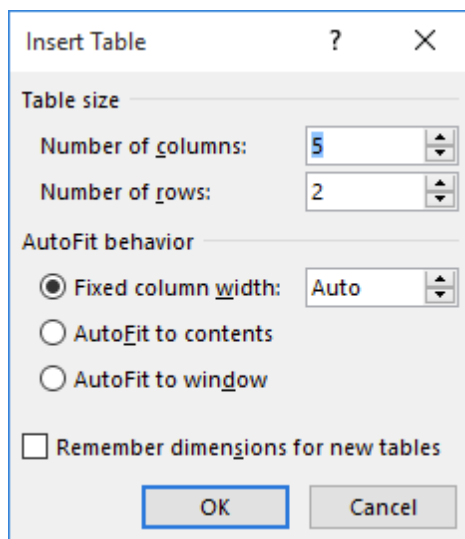 Insert Table ?
Table size
Number of columns: 5
Number of rows: 2
AutoFit behavior
Fixed column width: Auto
AutoFit to contents
AutoFit to window
Remember dimensions for new tables
OK Cancel